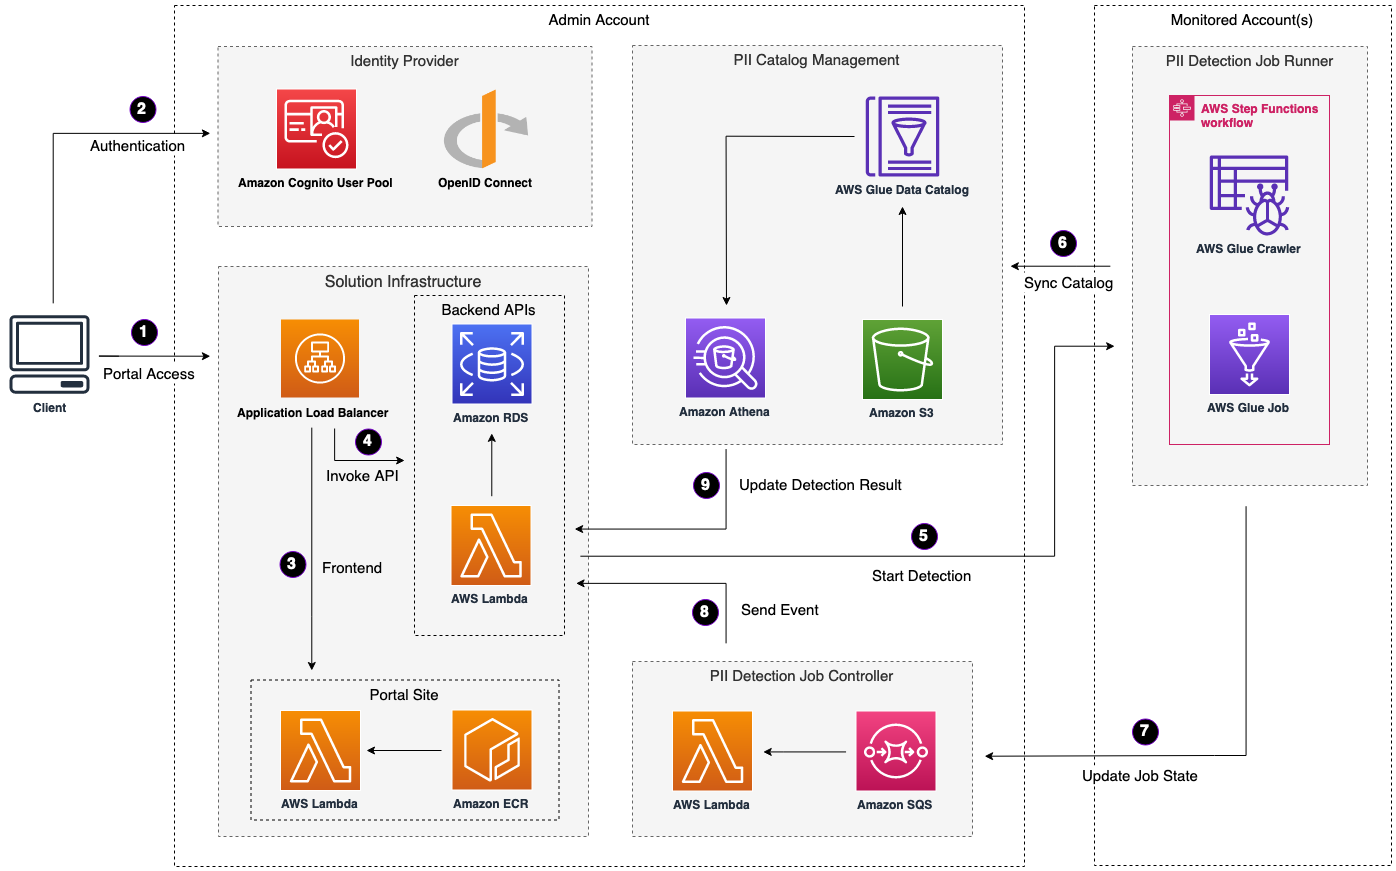 Admin Account
Monitored Account(s)
Identity Provider
PII Catalog Management
PII Detection Job Runner
2
Authentication
Amazon Cognito User Pool
OpenID Connect
AWS Glue Data Catalog
AWS Step Functions
workflow
AWS Glue Crawler
6
Sync Catalog
Solution Infrastructure
Backend APIs
1
Portal Access
Client
Application Load Balancer
Amazon RDS
Amazon Athena
Amazon S3
AWS Glue Job
4
Invoke API
9
Update Detection Result
5
Start Detection
3
Frontend
AWS Lambda
8
Send Event
Portal Site
AWS Lambda
Amazon ECR
PII Detection Job Controller
AWS Lambda
Amazon SQS
7
Update Job State